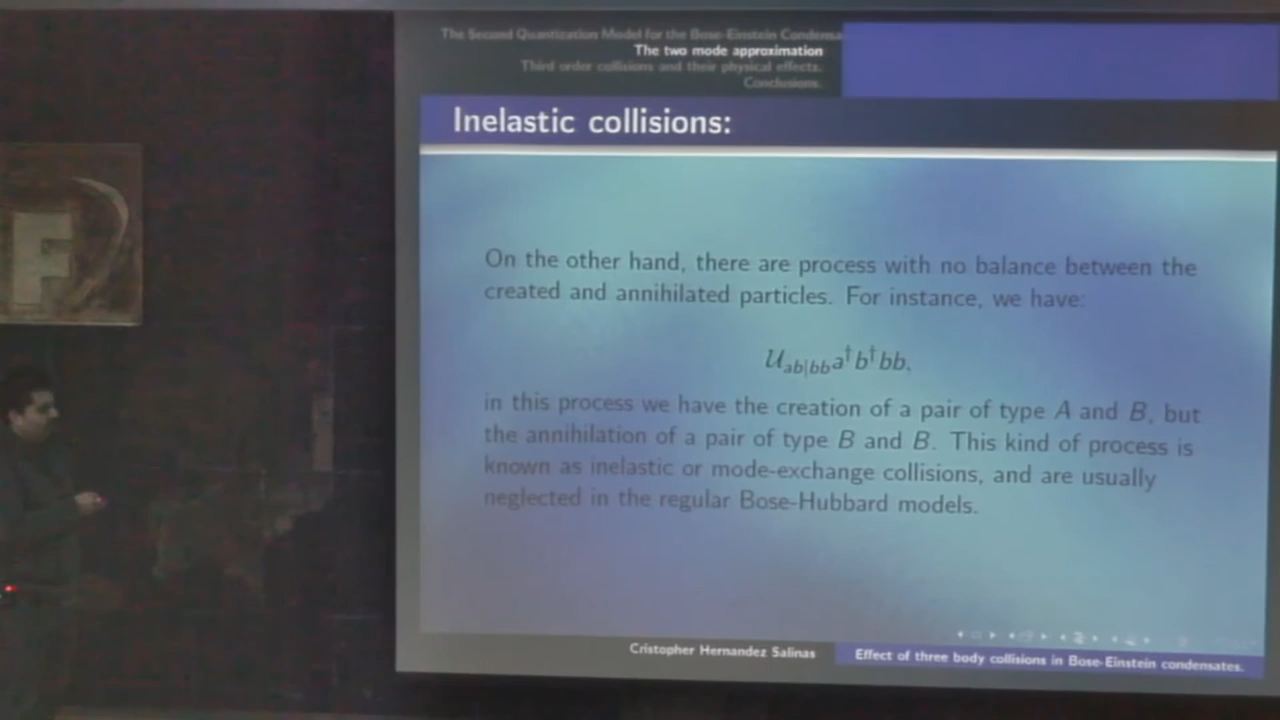 The Second Quantization Model for the Bose-Einstein Condensa
The two mode approximation
Third order collisions and their physical effects.
Conclusions.
Inelastic collisions:
On the other hand, there are process with no balance between the
created and annihilated particles. For instance, we have:
𝒰_{ab|bb}a†b†bb,
in this process we have the creation of a pair of type A and B, but
the annihilation of a pair of type B and B. This kind of process is
known as inelastic or mode-exchange collisions, and are usually
neglected in the regular Bose-Hubbard models.
Cristopher Hernandez Salinas
Effect of three body collisions in Bose-Einstein condensates.
F